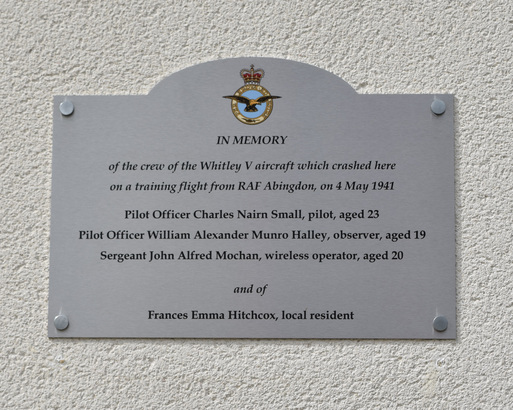 IN MEMORY
of the crew of the Whitley V aircraft which crashed here
on a training flight from RAF Abingdon, on 4 May 1941
Pilot Officer Charles Nairn Small, pilot, aged 23
Pilot Officer William Alexander Munro Halley, observer, aged 19
Sergeant John Alfred Mochan, wireless operator, aged 20
and of
Frances Emma Hitchcox, local resident